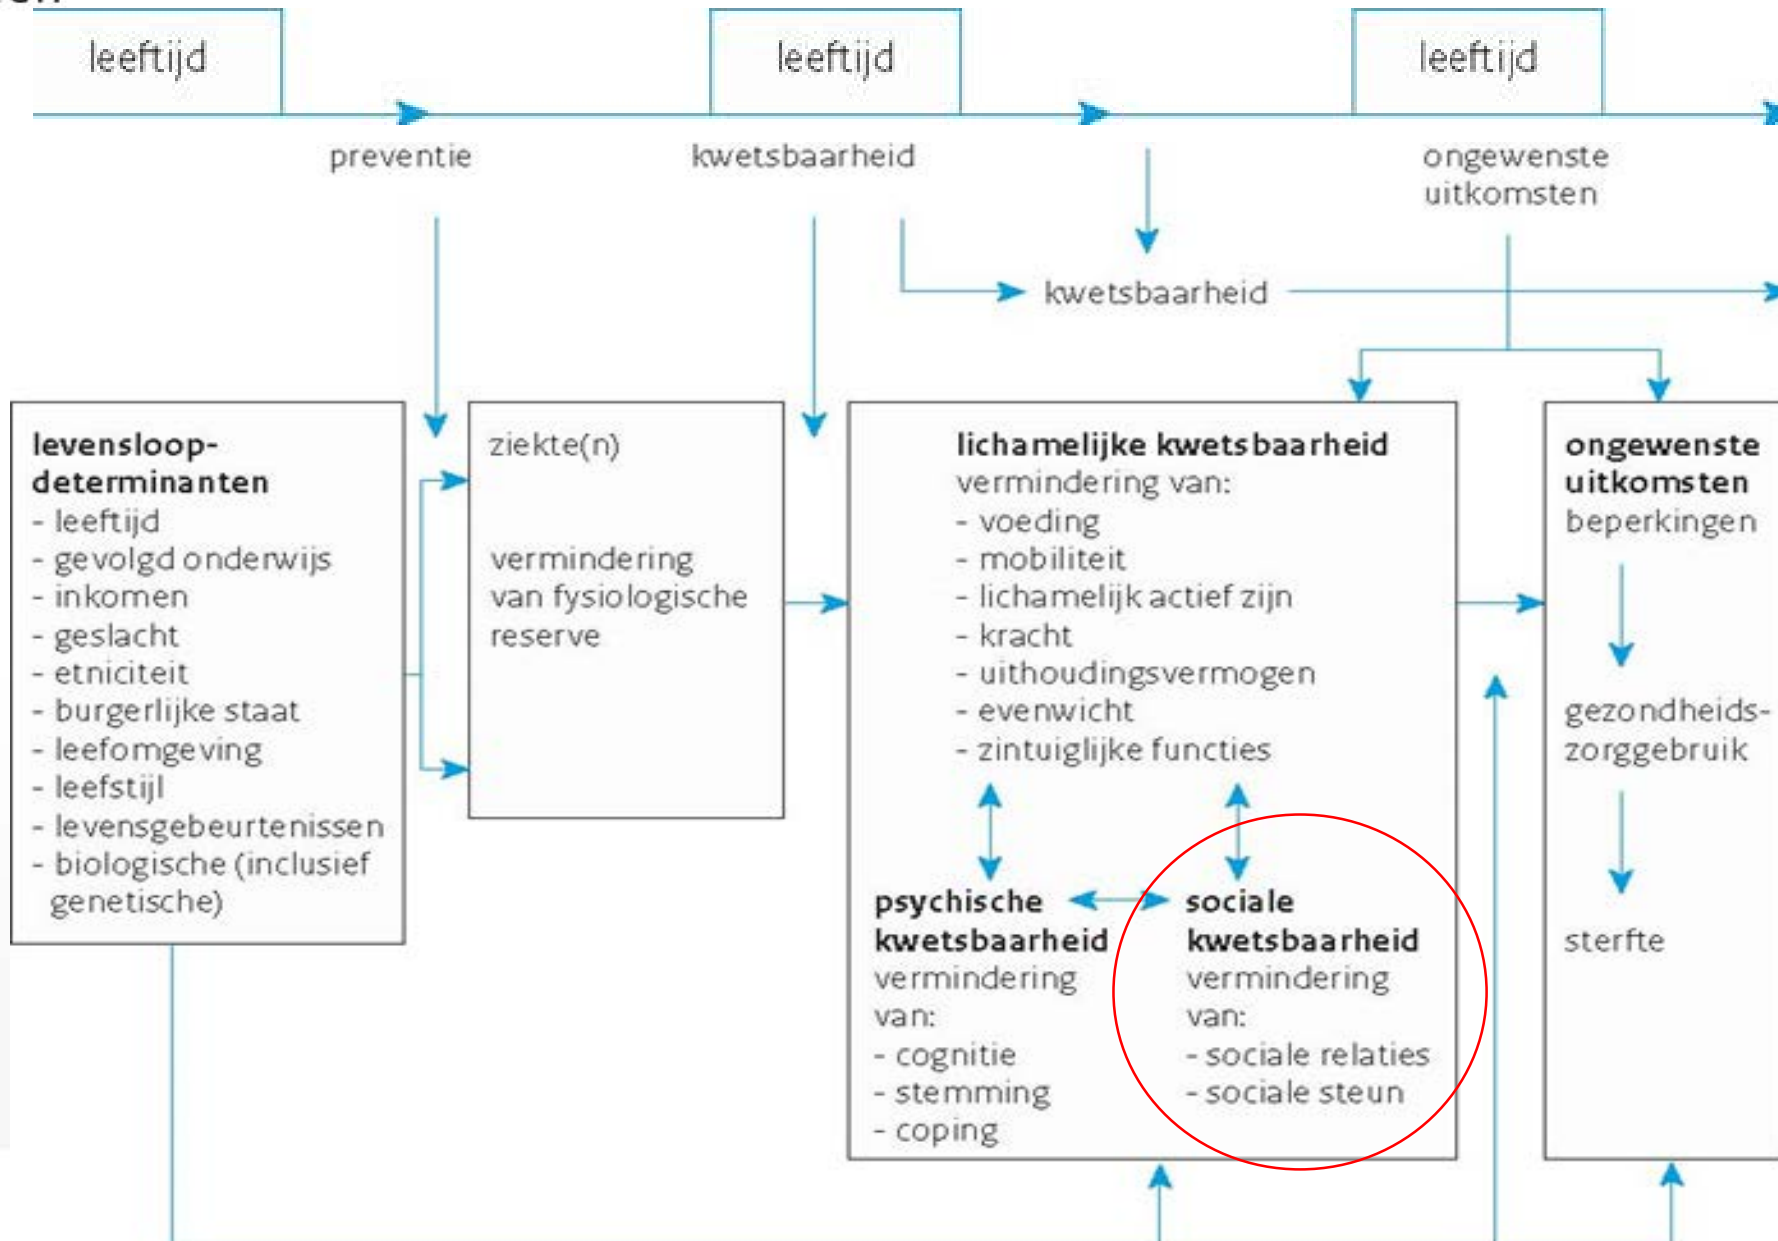 leeftijd
leeftijd
leeftijd
preventie
kwetsbaarheid
ongewenste
uitkomsten
kwetsbaarheid
levensloop-
determinanten
- leeftijd
- gevolgd onderwijs
- inkomen
- geslacht
- etniciteit
- burgerlijke staat
- leefomgeving
- leefstijl
- levensgebeurtenissen
- biologische (inclusief
genetische)
ziekte(n)
vermindering
van fysiologische
reserve
lichamelijke kwetsbaarheid
vermindering van:
- voeding
- mobiliteit
- lichamelijk actief zijn
- kracht
- uithoudingsvermogen
- evenwicht
- zintuiglijke functies
psychische
kwetsbaarheid
vermindering
van:
- cognitie
- stemming
- coping
sociale
kwetsbaarheid
vermindering
van:
- sociale relaties
- sociale steun
ongewenste
uitkomsten
beperkingen
gezondheids-
zorggebruik
sterfte